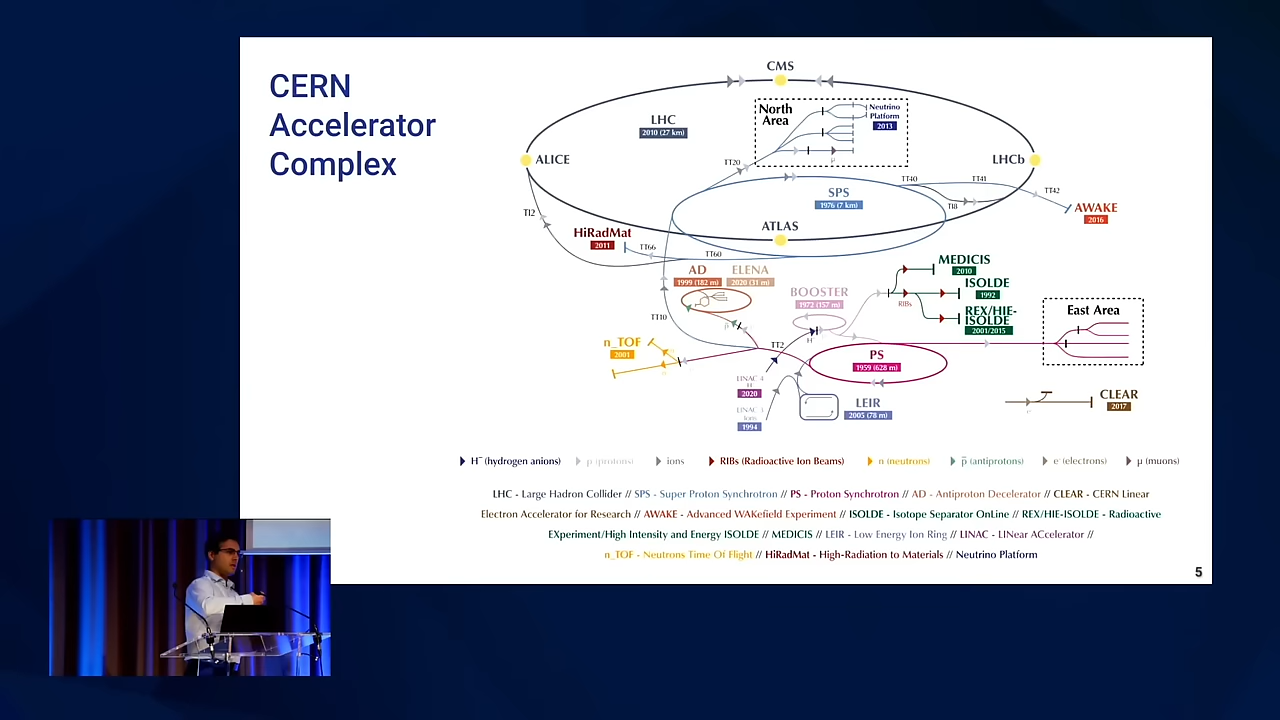 CERN
Accelerator
Complex
CMS
North
Area
Neutrino
Platform
2013
LHC
2010 (27 km)
ALICE
LHCb
TT20
TT40
TT41
TT42
SPS
1976 (7 km)
TI8
AWAKE
2016
TI2
ATLAS
HiRadMat
2011
TT66
TT60
AD
1999 (182 m)
ELENA
2020 (31 m)
MEDICIS
2010
ISOLDE
1992
BOOSTER
1972 (157 m)
RIBs
REX/HIE-
ISOLDE
2001/2015
East Area
TT10
p̄
H⁻
n_TOF
2001
TT2
PS
1959 (628 m)
LINAC 4
H⁻
2020
LINAC 3
Ions
1994
LEIR
2005 (78 m)
CLEAR
2017
H⁻ (hydrogen anions)
p (protons)
ions
RIBs (Radioactive Ion Beams)
n (neutrons)
p̄ (antiprotons)
e⁻ (electrons)
μ (muons)
LHC - Large Hadron Collider // SPS - Super Proton Synchrotron // PS - Proton Synchrotron // AD - Antiproton Decelerator // CLEAR - CERN Linear
Electron Accelerator for Research // AWAKE - Advanced WAKefield Experiment // ISOLDE - Isotope Separator OnLine // REX/HIE-ISOLDE - Radioactive
EXperiment/High Intensity and Energy ISOLDE // MEDICIS // LEIR - Low Energy Ion Ring // LINAC - LINear ACcelerator //
n_TOF - Neutrons Time Of Flight // HiRadMat - High-Radiation to Materials // Neutrino Platform
5